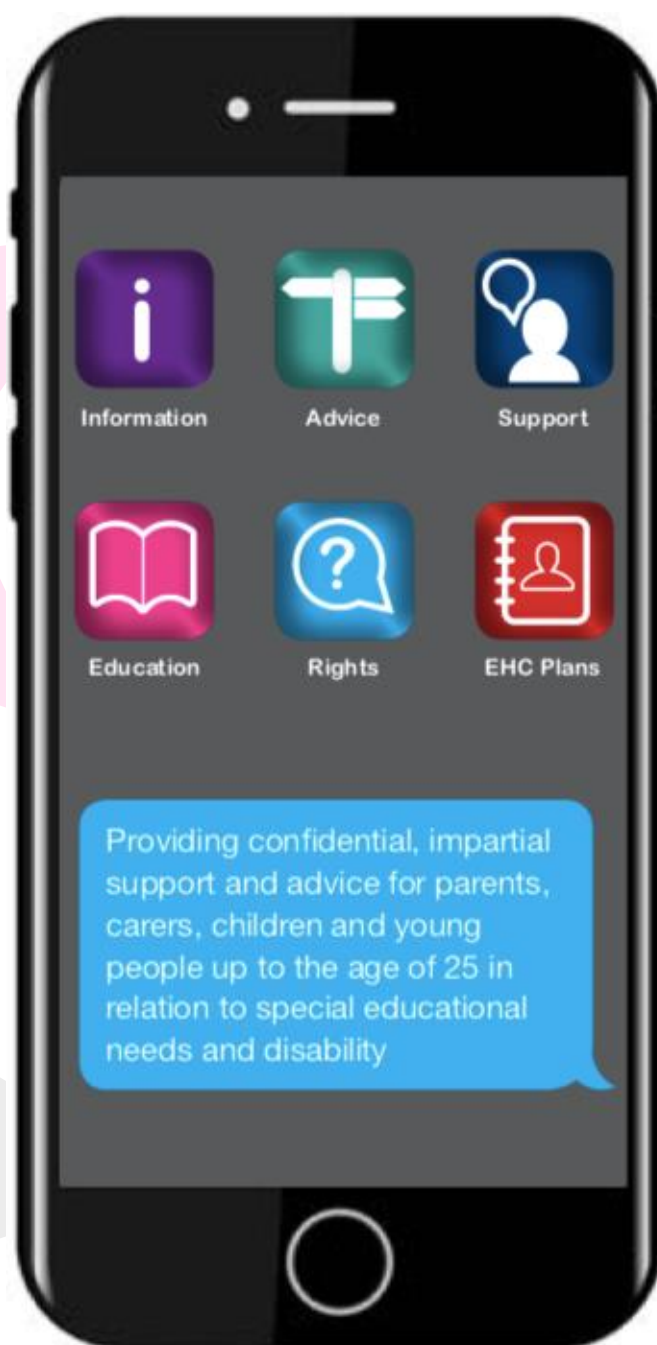 Information Advice Support
Education Rights EHC Plans
Providing confidential, impartial
support and advice for parents,
carers, children and young
people up to the age of 25 in
relation to special educational
needs and disability